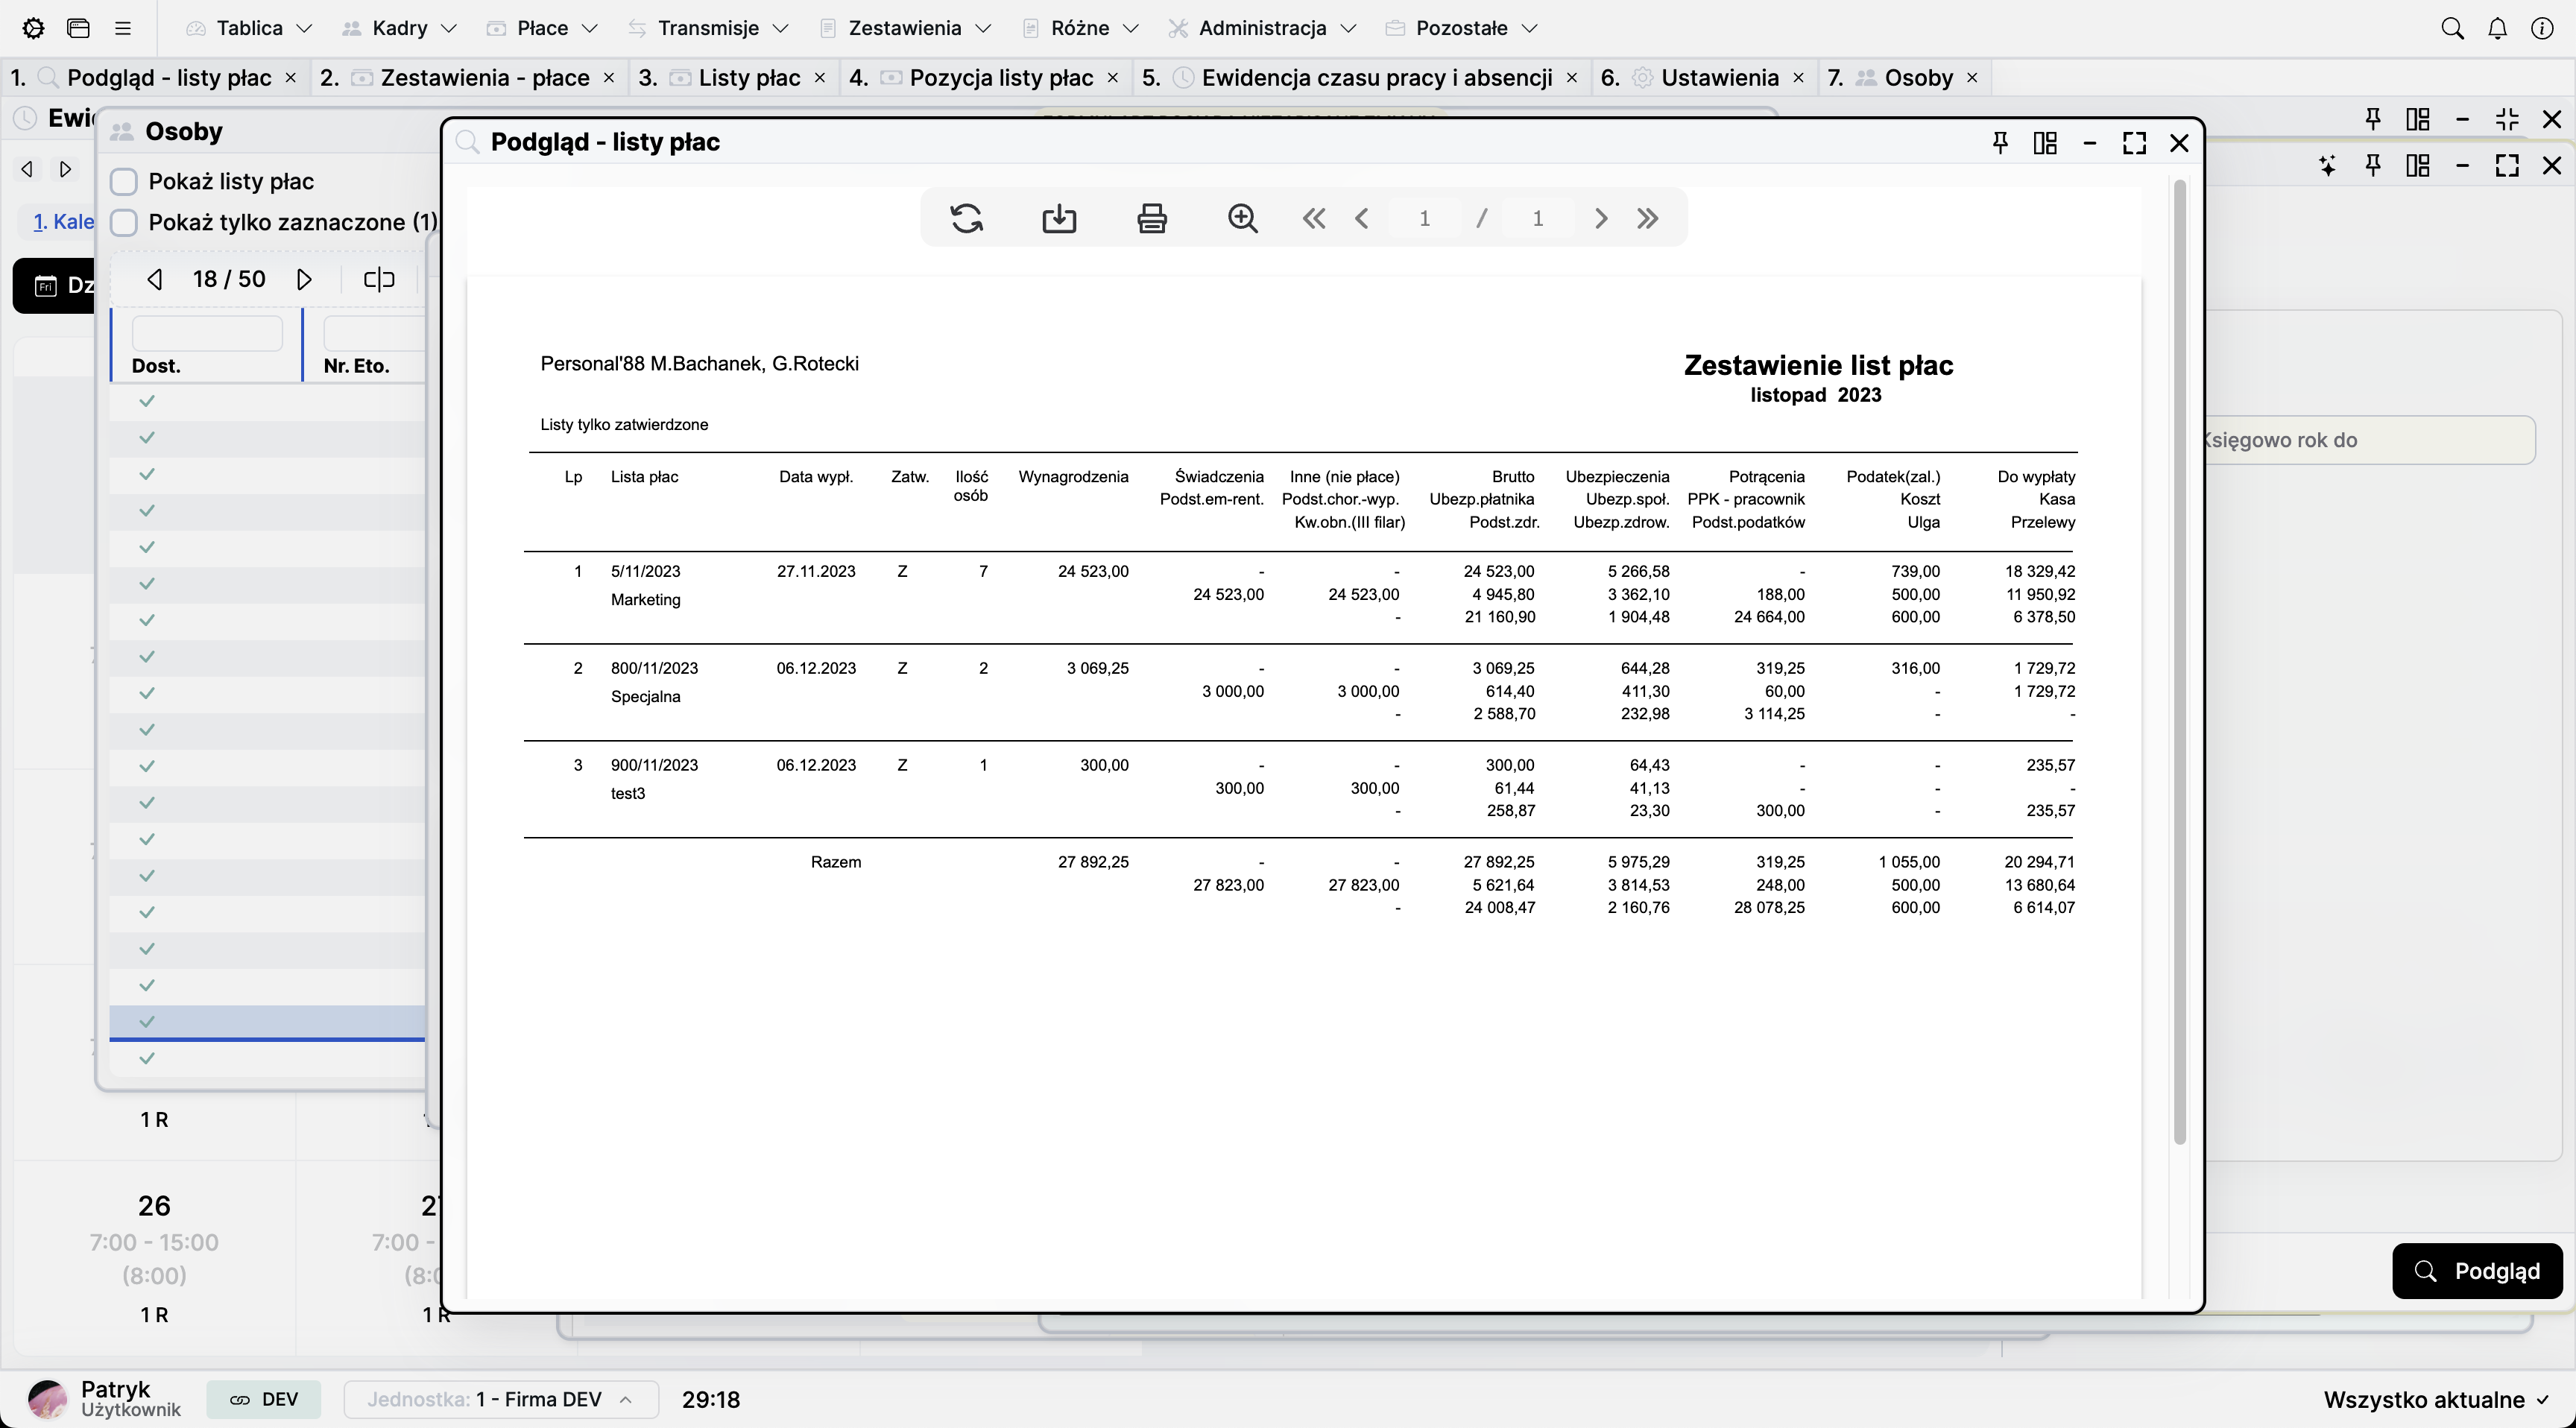 Tablica Kadry Płace Transmisje Zestawienia Różne Administracja Pozostałe
1. Podgląd - listy płac 2. Zestawienia - płace 3. Listy płac 4. Pozycja listy płac 5. Ewidencja czasu pracy i absencji 6. Ustawienia 7. Osoby
Osoby
Pokaż listy płac
Pokaż tylko zaznaczone (1)
1. Kale
18 / 50
Fri Dz
Dost. Nr. Eto.
Podgląd - listy płac
1 / 1
Personal'88 M.Bachanek, G.Rotecki
Zestawienie list płac
listopad 2023
Listy tylko zatwierdzone
Lp Lista płac Data wypł. Zatw. Ilość Wynagrodzenia Świadczenia Inne (nie płace) Brutto Ubezpieczenia Potrącenia Podatek(zal.) Do wypłaty
osób Podst.em-rent. Podst.chor.-wyp. Ubezp.płatnika Ubezp.społ. PPK - pracownik Koszt Kasa
Kw.obn.(III filar) Podst.zdr. Ubezp.zdrow. Podst.podatków Ulga Przelewy
1 5/11/2023 27.11.2023 Z 7 24 523,00 - - 24 523,00 5 266,58 - 739,00 18 329,42
Marketing 24 523,00 24 523,00 4 945,80 3 362,10 188,00 500,00 11 950,92
- 21 160,90 1 904,48 24 664,00 600,00 6 378,50
2 800/11/2023 06.12.2023 Z 2 3 069,25 - - 3 069,25 644,28 319,25 316,00 1 729,72
Specjalna 3 000,00 3 000,00 614,40 411,30 60,00 - 1 729,72
- 2 588,70 232,98 3 114,25 - -
3 900/11/2023 06.12.2023 Z 1 300,00 - - 300,00 64,43 - - 235,57
test3 300,00 300,00 61,44 41,13 - - -
- 258,87 23,30 300,00 - 235,57
Razem 27 892,25 - - 27 892,25 5 975,29 319,25 1 055,00 20 294,71
27 823,00 27 823,00 5 621,64 3 814,53 248,00 500,00 13 680,64
- 24 008,47 2 160,76 28 078,25 600,00 6 614,07
Księgowo rok do
1 R
26
7:00 - 15:00 7:00 -
(8:00)
1 R 1 R
Podgląd
Patryk
Użytkownik
DEV
Jednostka: 1 - Firma DEV
29:18
Wszystko aktualne